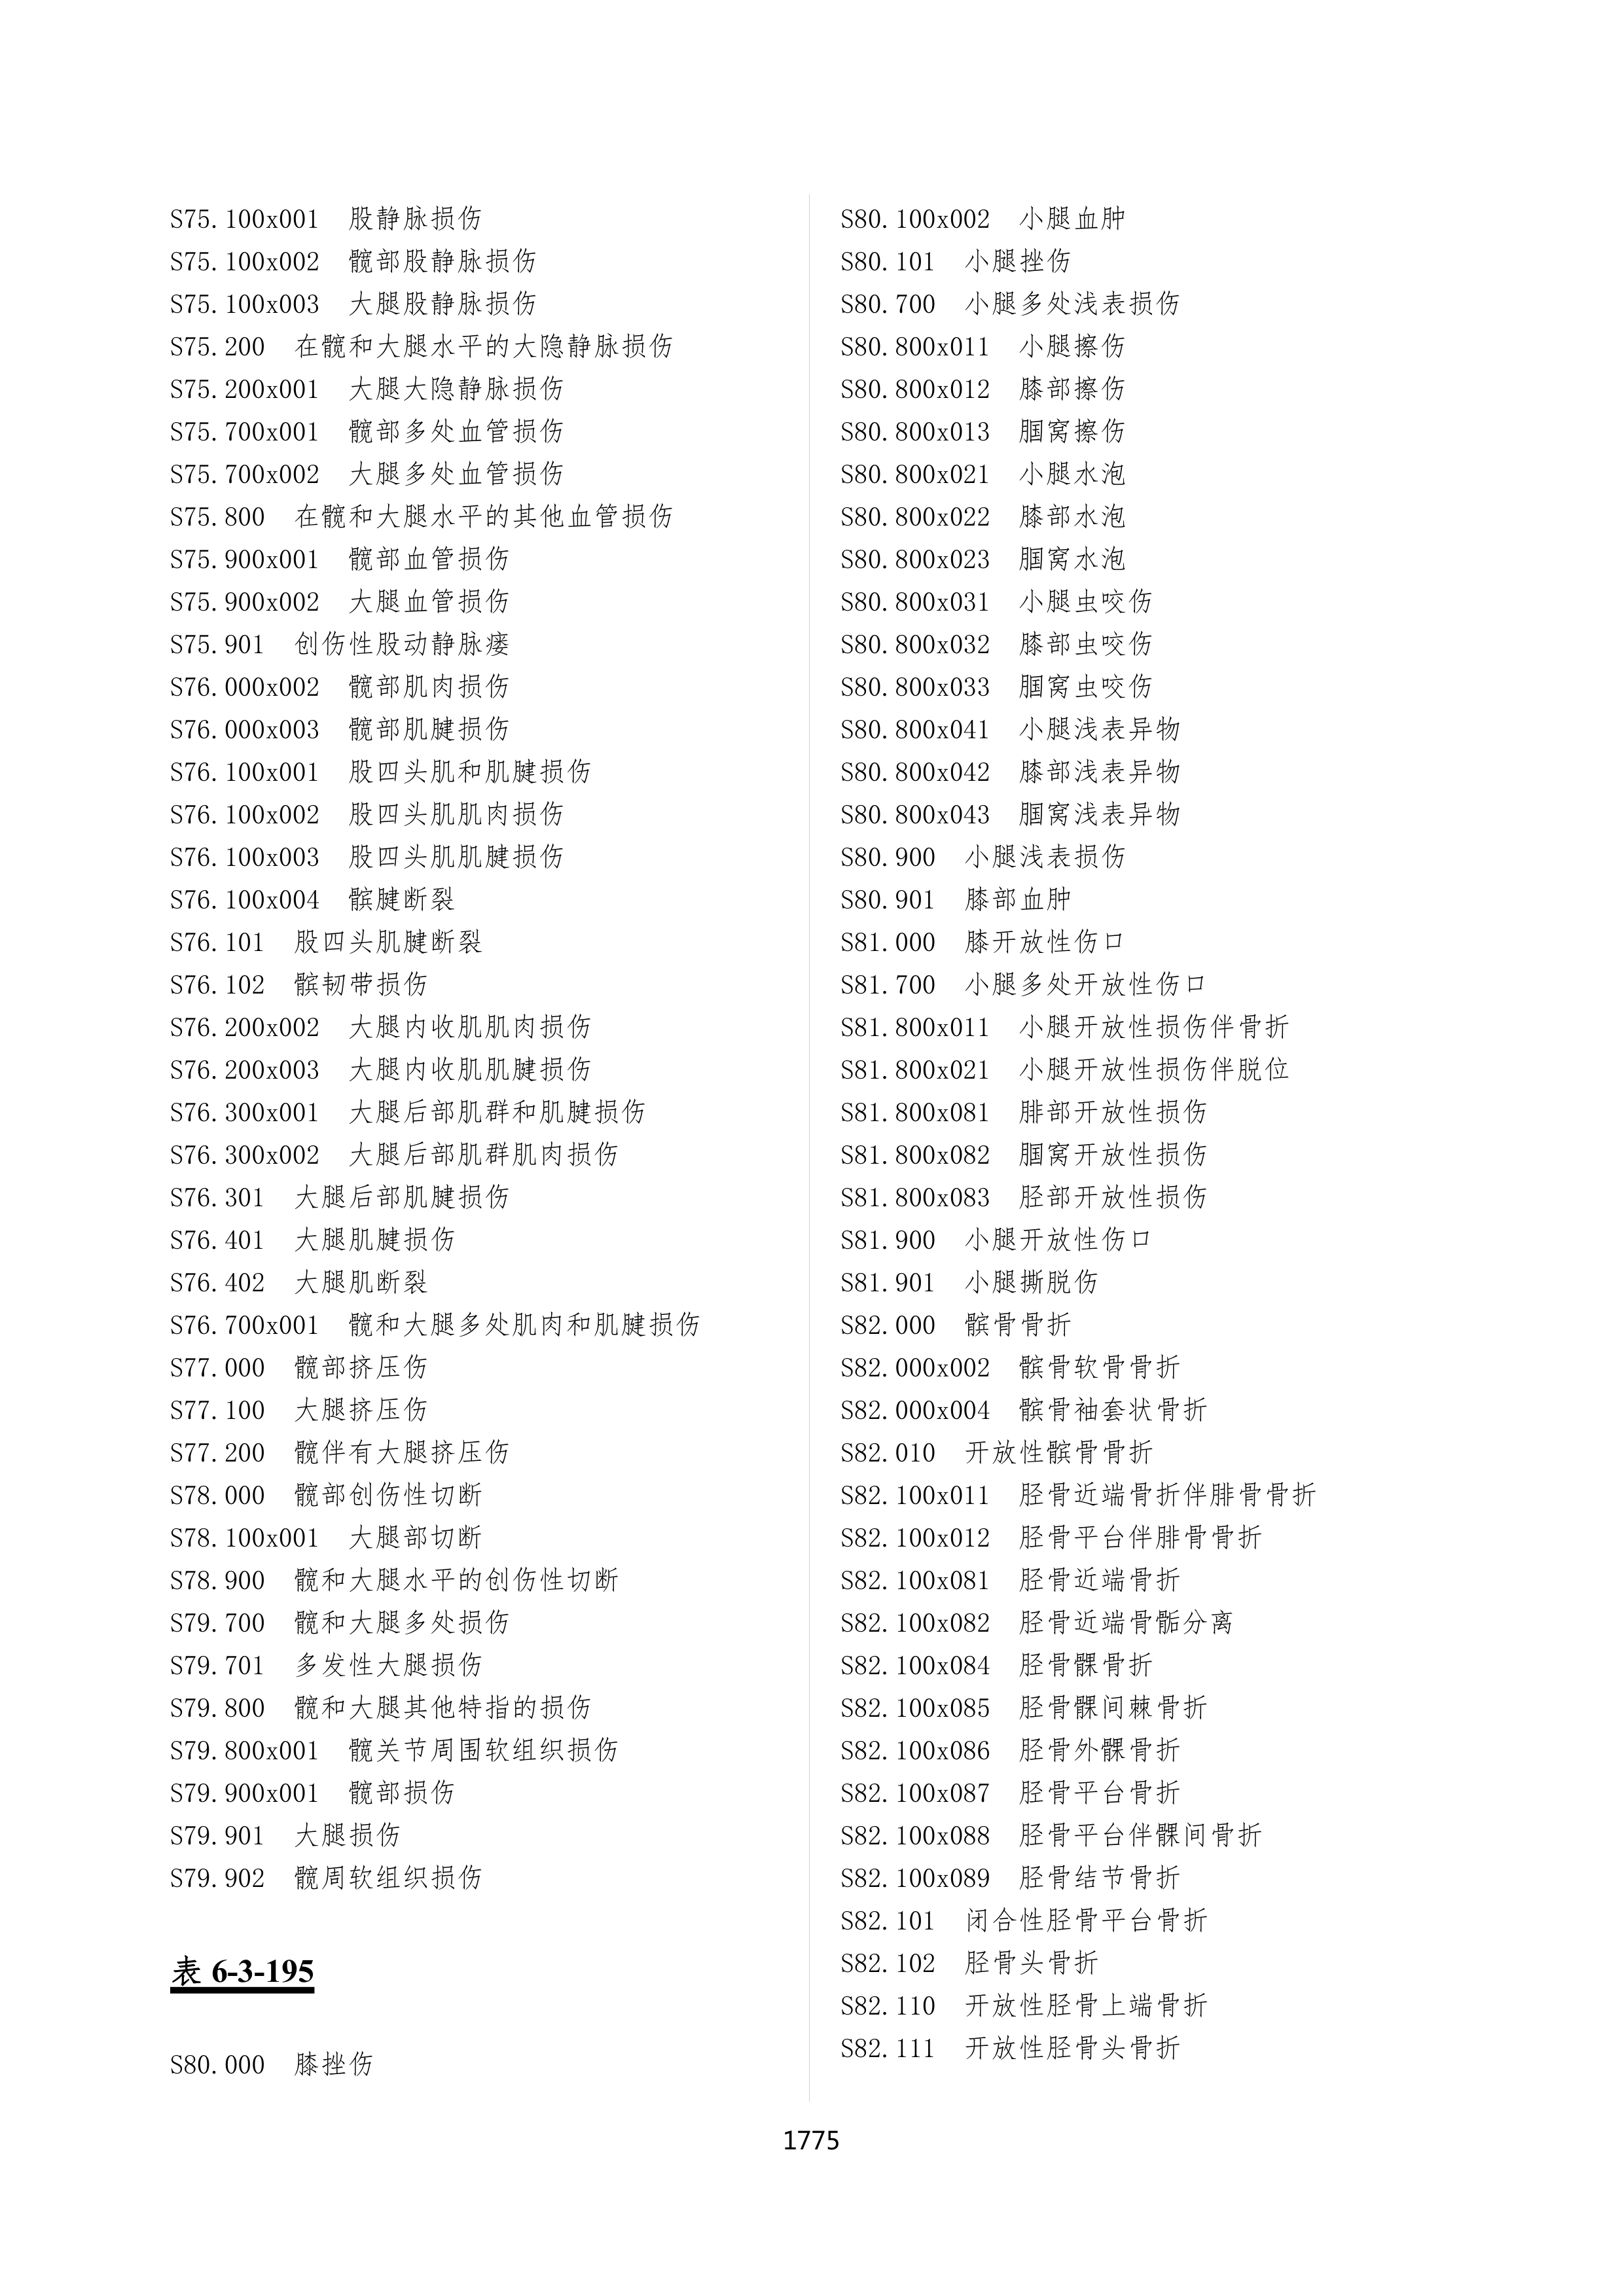 S75.100x001 股静脉损伤
S75.100x002 髋部股静脉损伤
S75.100x003 大腿股静脉损伤
S75.200 在髋和大腿水平的大隐静脉损伤
S75.200x001 大腿大隐静脉损伤
S75.700x001 髋部多处血管损伤
S75.700x002 大腿多处血管损伤
S75.800 在髋和大腿水平的其他血管损伤
S75.900x001 髋部血管损伤
S75.900x002 大腿血管损伤
S75.901 创伤性股动静脉瘘
S76.000x002 髋部肌肉损伤
S76.000x003 髋部肌腱损伤
S76.100x001 股四头肌和肌腱损伤
S76.100x002 股四头肌肌肉损伤
S76.100x003 股四头肌肌腱损伤
S76.100x004 髌腱断裂
S76.101 股四头肌腱断裂
S76.102 髌韧带损伤
S76.200x002 大腿内收肌肌肉损伤
S76.200x003 大腿内收肌肌腱损伤
S76.300x001 大腿后部肌群和肌腱损伤
S76.300x002 大腿后部肌群肌肉损伤
S76.301 大腿后部肌腱损伤
S76.401 大腿肌腱损伤
S76.402 大腿肌断裂
S76.700x001 髋和大腿多处肌肉和肌腱损伤
S77.000 髋部挤压伤
S77.100 大腿挤压伤
S77.200 髋伴有大腿挤压伤
S78.000 髋部创伤性切断
S78.100x001 大腿部切断
S78.900 髋和大腿水平的创伤性切断
S79.700 髋和大腿多处损伤
S79.701 多发性大腿损伤
S79.800 髋和大腿其他特指的损伤
S79.800x001 髋关节周围软组织损伤
S79.900x001 髋部损伤
S79.901 大腿损伤
S79.902 髋周软组织损伤
表 6-3-195
S80.000 膝挫伤
S80.100x002 小腿血肿
S80.101 小腿挫伤
S80.700 小腿多处浅表损伤
S80.800x011 小腿擦伤
S80.800x012 膝部擦伤
S80.800x013 腘窝擦伤
S80.800x021 小腿水泡
S80.800x022 膝部水泡
S80.800x023 腘窝水泡
S80.800x031 小腿虫咬伤
S80.800x032 膝部虫咬伤
S80.800x033 腘窝虫咬伤
S80.800x041 小腿浅表异物
S80.800x042 膝部浅表异物
S80.800x043 腘窝浅表异物
S80.900 小腿浅表损伤
S80.901 膝部血肿
S81.000 膝开放性伤口
S81.700 小腿多处开放性伤口
S81.800x011 小腿开放性损伤伴骨折
S81.800x021 小腿开放性损伤伴脱位
S81.800x081 腓部开放性损伤
S81.800x082 腘窝开放性损伤
S81.800x083 胫部开放性损伤
S81.900 小腿开放性伤口
S81.901 小腿撕脱伤
S82.000 髌骨骨折
S82.000x002 髌骨软骨骨折
S82.000x004 髌骨袖套状骨折
S82.010 开放性髌骨骨折
S82.100x011 胫骨近端骨折伴腓骨骨折
S82.100x012 胫骨平台伴腓骨骨折
S82.100x081 胫骨近端骨折
S82.100x082 胫骨近端骨骺分离
S82.100x084 胫骨髁骨折
S82.100x085 胫骨髁间棘骨折
S82.100x086 胫骨外髁骨折
S82.100x087 胫骨平台骨折
S82.100x088 胫骨平台伴髁间骨折
S82.100x089 胫骨结节骨折
S82.101 闭合性胫骨平台骨折
S82.102 胫骨头骨折
S82.110 开放性胫骨上端骨折
S82.111 开放性胫骨头骨折
1775